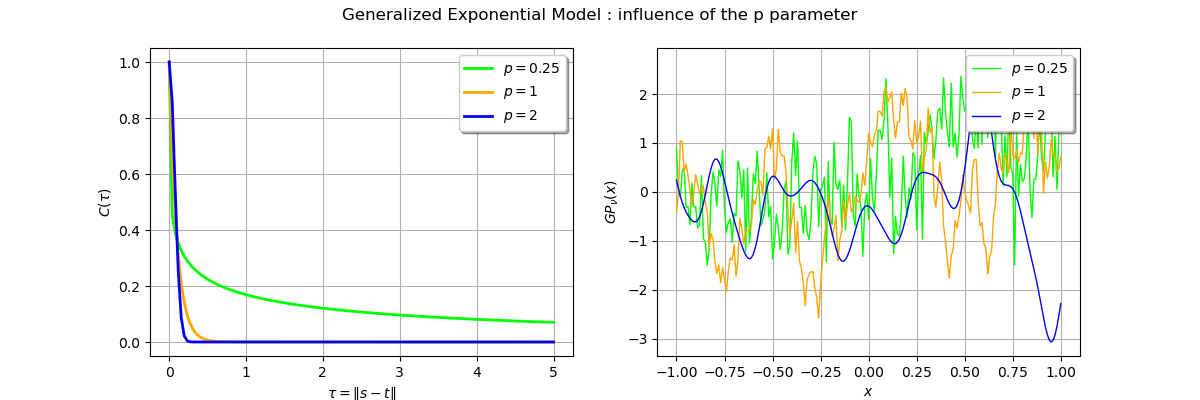 Generalized Exponential Model : influence of the p parameter
C(τ)
1.0
0.8
0.6
0.4
0.2
0.0
p = 0.25
p = 1
p = 2
0 1 2 3 4 5
τ = ‖s − t‖
GPν(x)
2
1
0
−1
−2
−3
p = 0.25
p = 1
p = 2
−1.00 −0.75 −0.50 −0.25 0.00 0.25 0.50 0.75 1.00
x